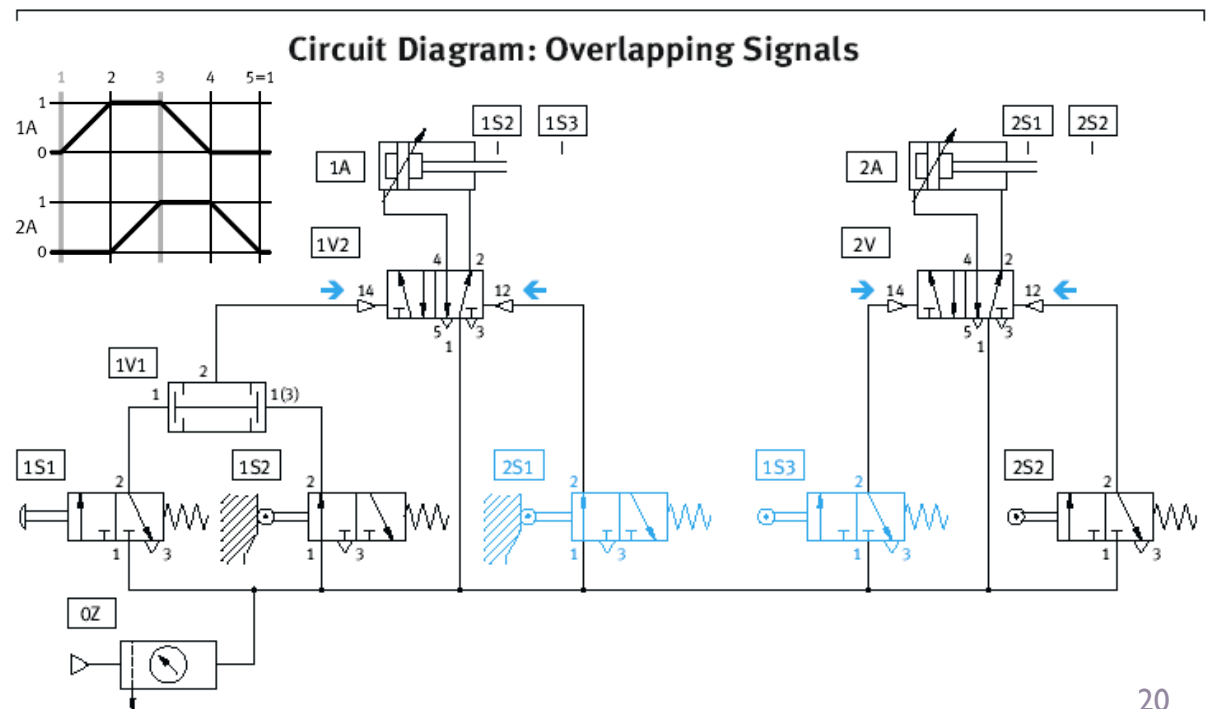 Circuit Diagram: Overlapping Signals
1 2 3 4 5=1
1
1A
0
1
2A
0
1S2 1S3
2S1 2S2
1A
2A
1V2
2V
4 2
4 2
14 12
14 12
5 3
1
5 3
1
1V1
2
1 1(3)
1S1
1S2
2S1
1S3
2S2
2
2
2
2
2
1 3
1 3
1 3
1 3
1 3
0Z
20